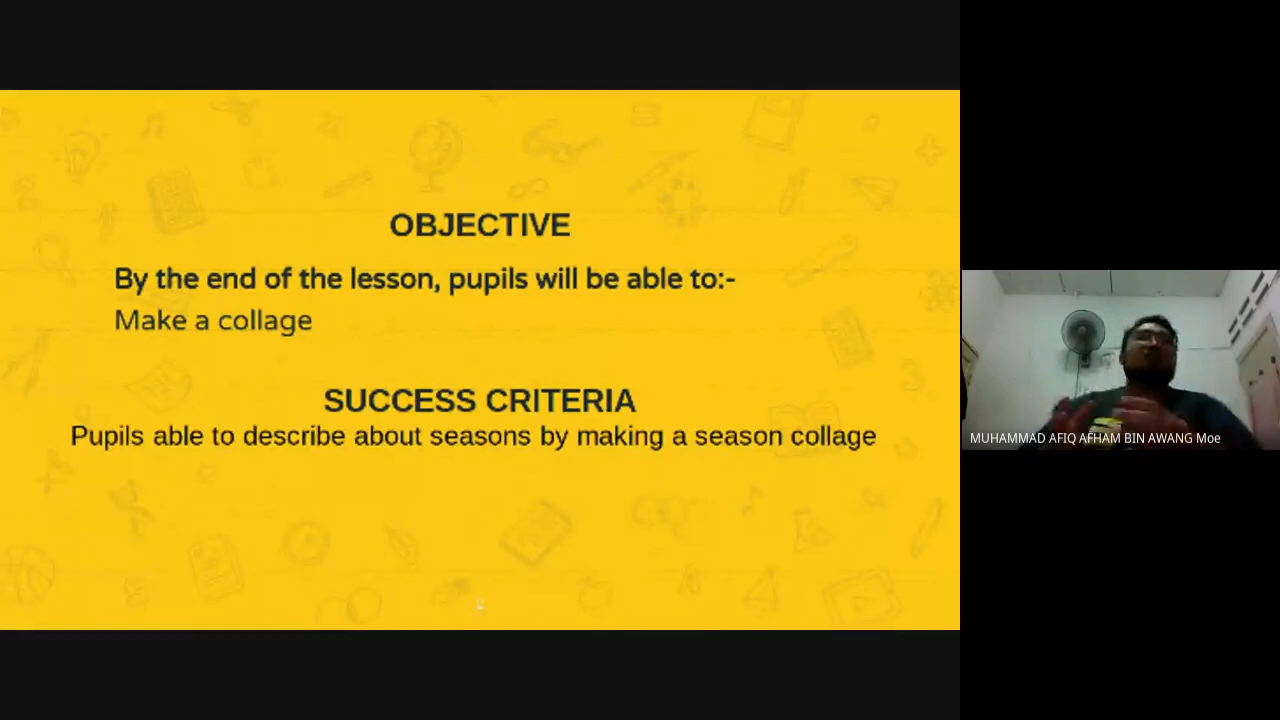 OBJECTIVE
By the end of the lesson, pupils will be able to:-
Make a collage
SUCCESS CRITERIA
Pupils able to describe about seasons by making a season collage
2
MUHAMMAD AFIQ AFHAM BIN AWANG Moe